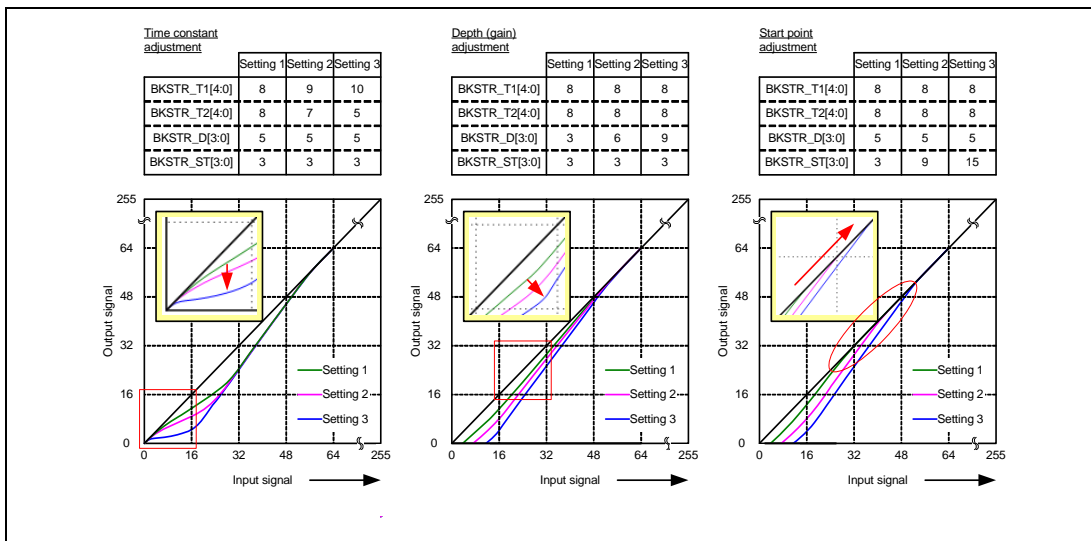 Time constant
adjustment
Setting 1 Setting 2 Setting 3
BKSTR_T1[4:0] 8 9 10
BKSTR_T2[4:0] 8 7 5
BKSTR_D[3:0] 5 5 5
BKSTR_ST[3:0] 3 3 3
Output signal
255
64
48
32
16
0
Setting 1
Setting 2
Setting 3
0 16 32 48 64 255
Input signal
Depth (gain)
adjustment
Setting 1 Setting 2 Setting 3
BKSTR_T1[4:0] 8 8 8
BKSTR_T2[4:0] 8 8 8
BKSTR_D[3:0] 3 6 9
BKSTR_ST[3:0] 3 3 3
Output signal
255
64
48
32
16
0
Setting 1
Setting 2
Setting 3
0 16 32 48 64 255
Input signal
Start point
adjustment
Setting 1 Setting 2 Setting 3
BKSTR_T1[4:0] 8 8 8
BKSTR_T2[4:0] 8 8 8
BKSTR_D[3:0] 5 5 5
BKSTR_ST[3:0] 3 9 15
Output signal
255
64
48
32
16
0
Setting 1
Setting 2
Setting 3
0 16 32 48 64 255
Input signal